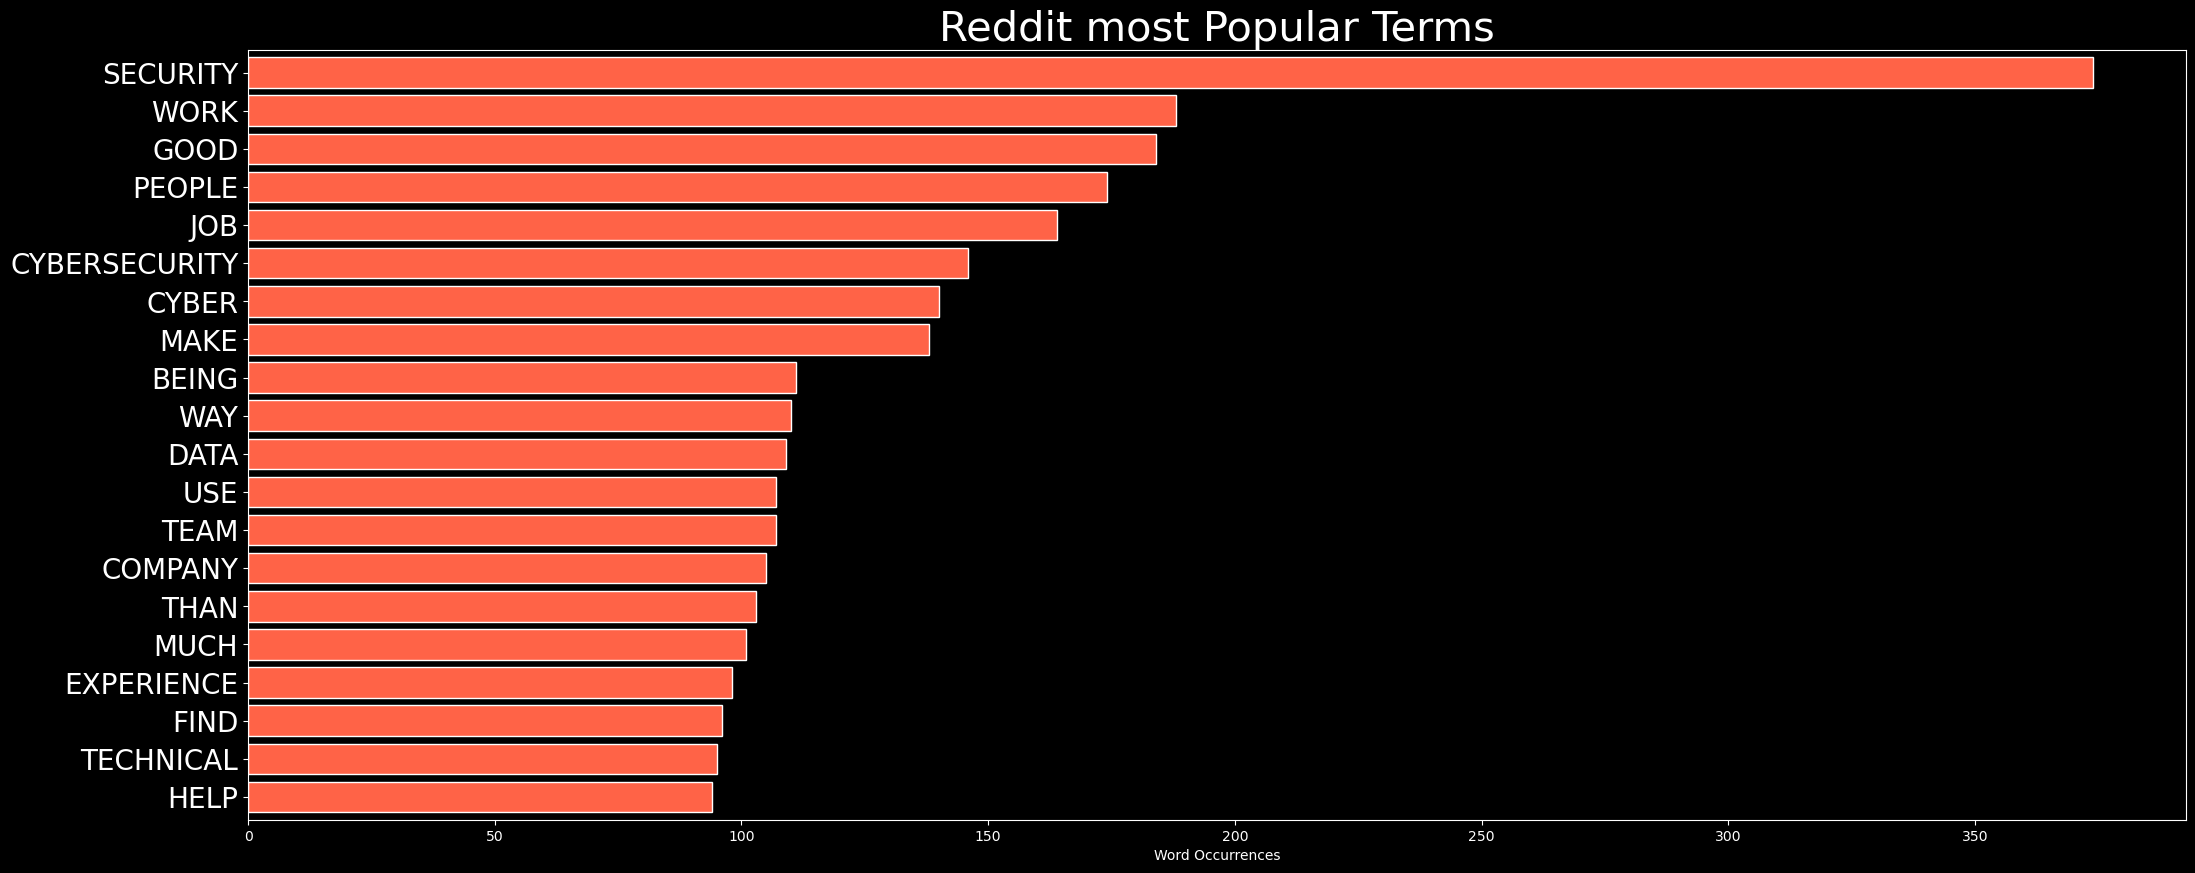 Reddit most Popular Terms
SECURITY
WORK
GOOD
PEOPLE
JOB
CYBERSECURITY
CYBER
MAKE
BEING
WAY
DATA
USE
TEAM
COMPANY
THAN
MUCH
EXPERIENCE
FIND
TECHNICAL
HELP
0 50 100 150 200 250 300 350
Word Occurrences